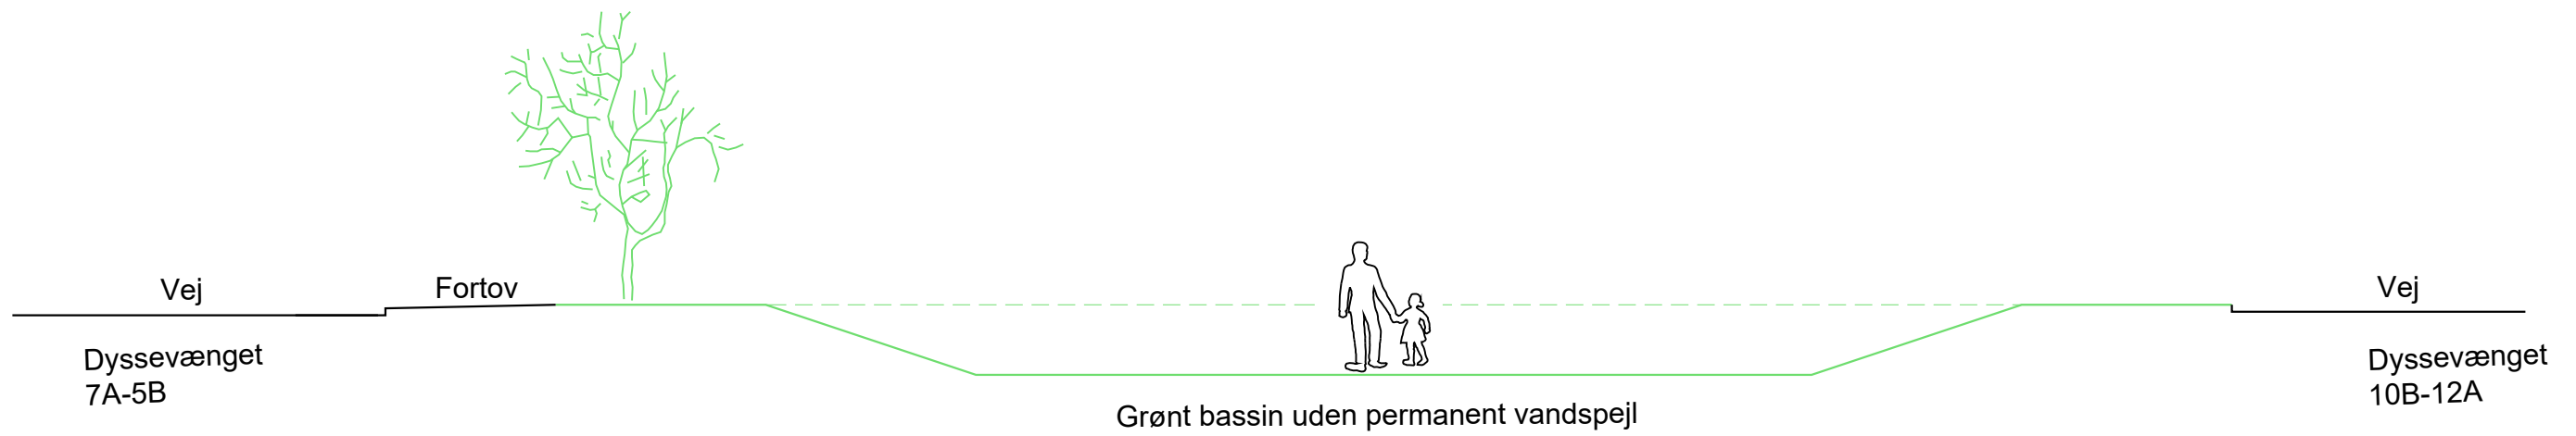 Vej
Fortov
Vej
Dyssevænget
7A-5B
Dyssevænget
10B-12A
Grønt bassin uden permanent vandspejl